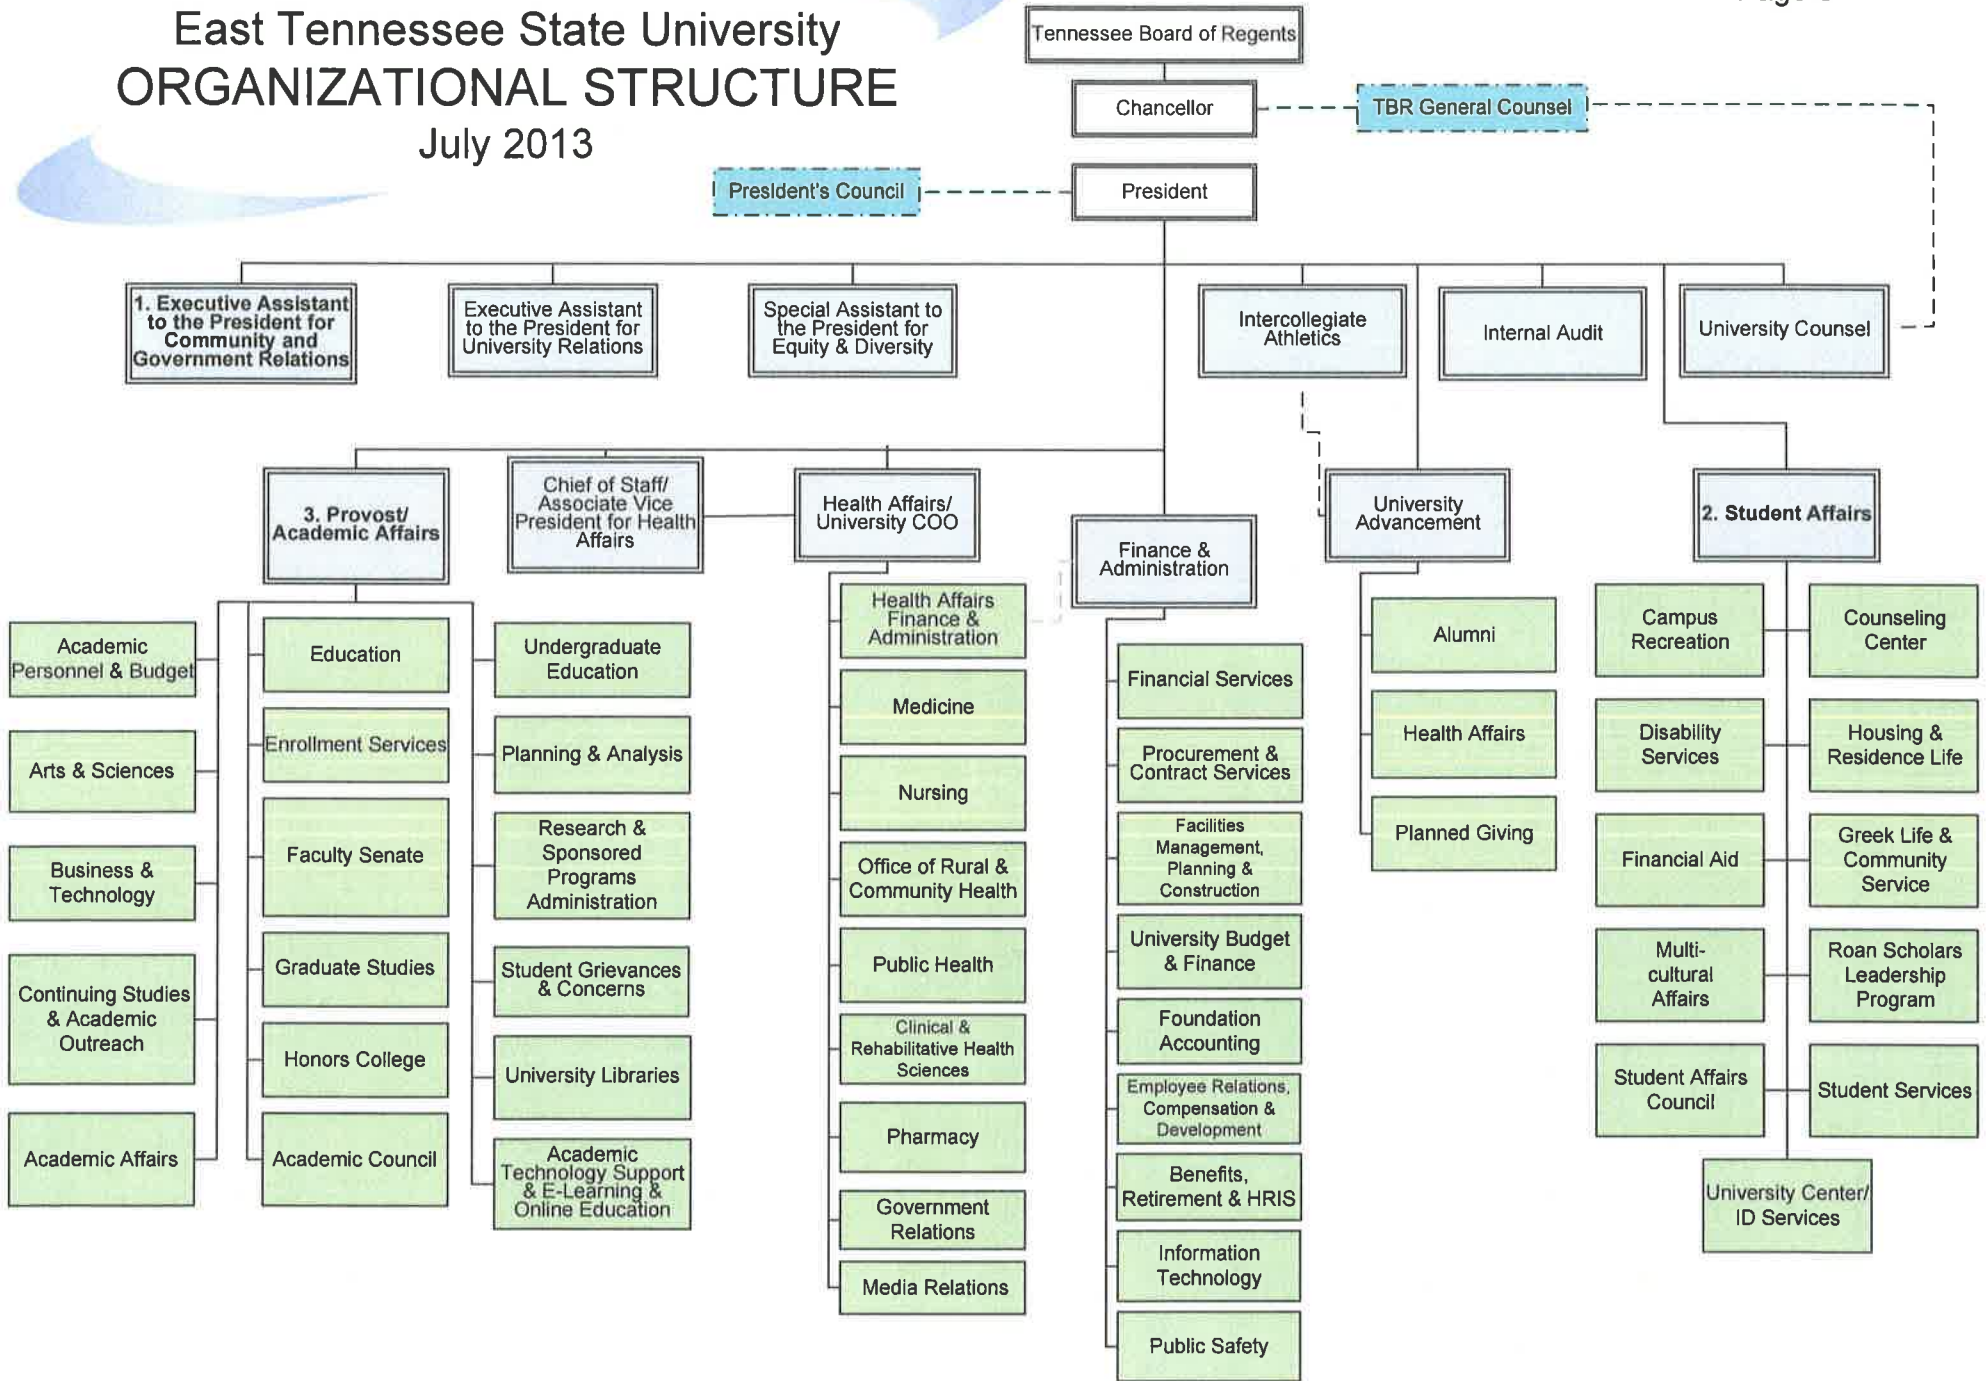 East Tennessee State University
ORGANIZATIONAL STRUCTURE
July 2013
Tennessee Board of Regents
Chancellor
TBR General Counsel
President's Council
President
1. Executive Assistant
to the President for
Community and
Government Relations
Executive Assistant
to the President for
University Relations
Special Assistant to
the President for
Equity & Diversity
Intercollegiate
Athletics
Internal Audit
University Counsel
3. Provost/
Academic Affairs
Chief of Staff/
Associate Vice
President for Health
Affairs
Health Affairs/
University COO
Finance &
Administration
University
Advancement
2. Student Affairs
Academic
Personnel & Budget
Arts & Sciences
Business &
Technology
Continuing Studies
& Academic
Outreach
Academic Affairs
Education
Enrollment Services
Faculty Senate
Graduate Studies
Honors College
Academic Council
Undergraduate
Education
Planning & Analysis
Research &
Sponsored
Programs
Administration
Student Grievances
& Concerns
University Libraries
Academic
Technology Support
& E-Learning &
Online Education
Health Affairs
Finance &
Administration
Medicine
Nursing
Office of Rural &
Community Health
Public Health
Clinical &
Rehabilitative Health
Sciences
Pharmacy
Government
Relations
Media Relations
Financial Services
Procurement &
Contract Services
Facilities
Management,
Planning &
Construction
University Budget
& Finance
Foundation
Accounting
Employee Relations,
Compensation &
Development
Benefits,
Retirement & HRIS
Information
Technology
Public Safety
Alumni
Health Affairs
Planned Giving
Campus
Recreation
Disability
Services
Financial Aid
Multi-
cultural
Affairs
Student Affairs
Council
Counseling
Center
Housing &
Residence Life
Greek Life &
Community
Service
Roan Scholars
Leadership
Program
Student Services
University Center/
ID Services